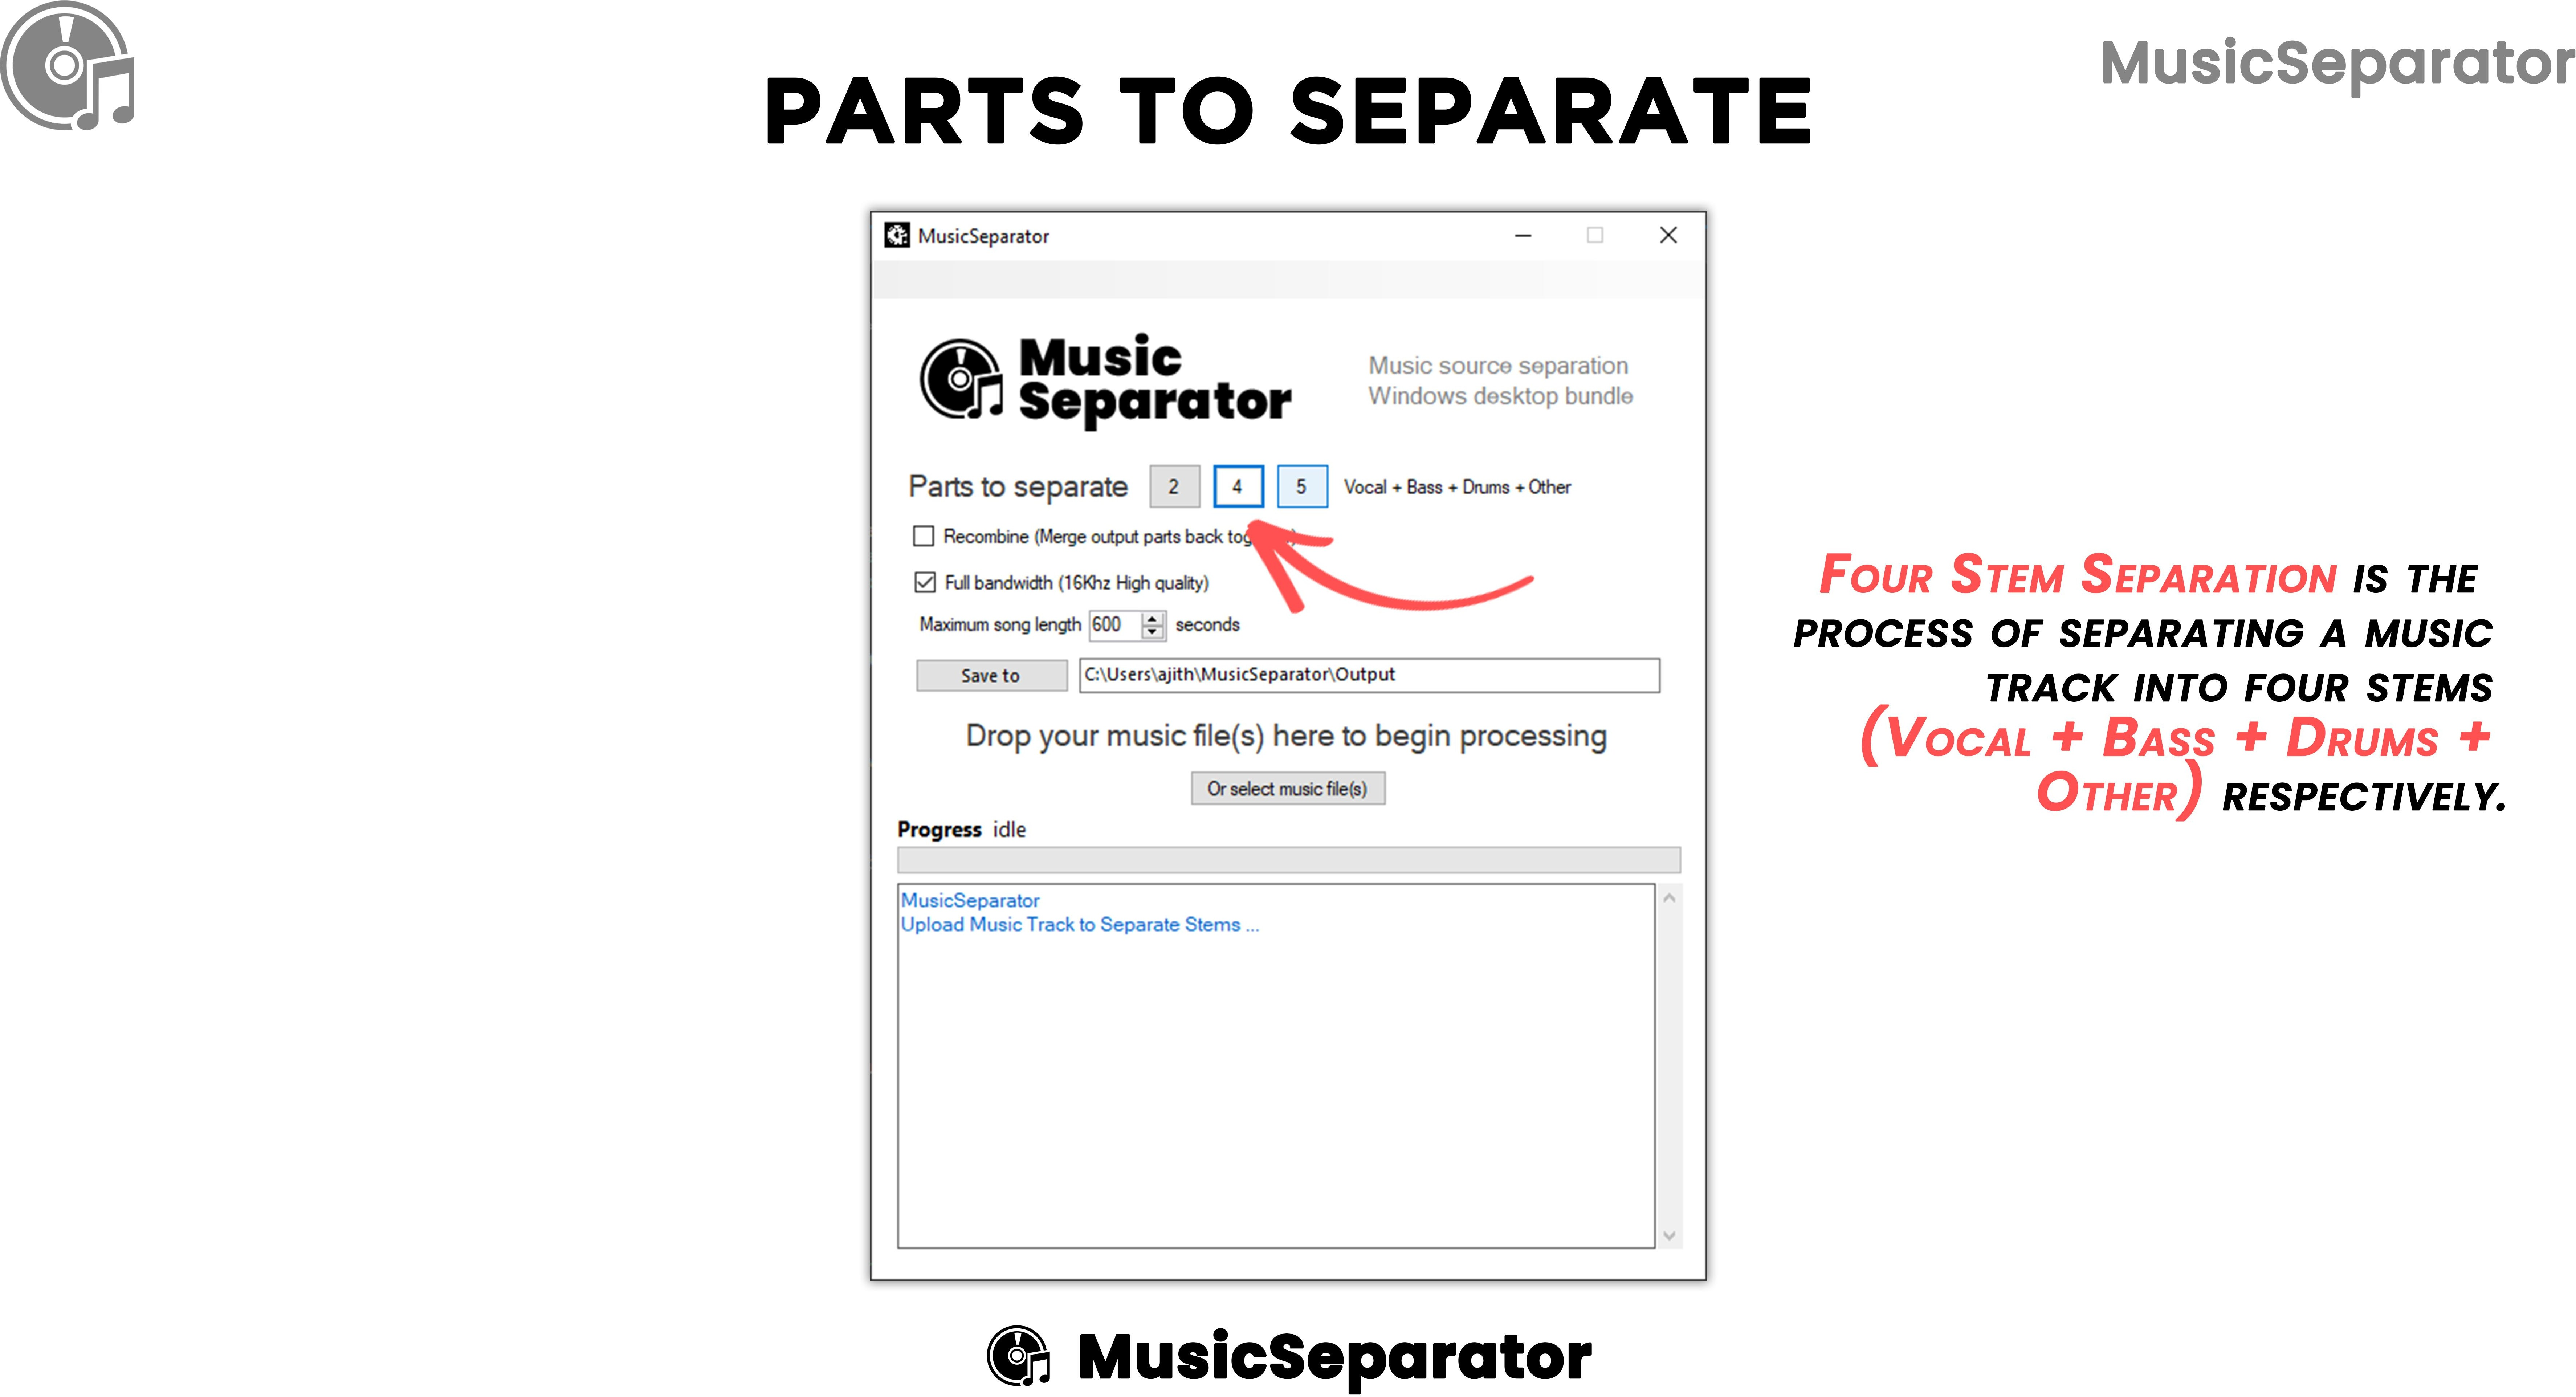 MusicSeparator
PARTS TO SEPARATE
MusicSeparator
Music
Separator
Music source separation
Windows desktop bundle
Parts to separate 2 4 5 Vocal + Bass + Drums + Other
Recombine (Merge output parts back
Full bandwidth (16Khz High quality)
Maximum song length 600 seconds
Save to C:\Users\ajith\MusicSeparator\Output
Drop your music file(s) here to begin processing
Or select music file(s)
Progress idle
MusicSeparator
Upload Music Track to Separate Stems ...
Four Stem Separation is the
process of separating a music
track into four stems
(Vocal + Bass + Drums +
Other) respectively.
MusicSeparator